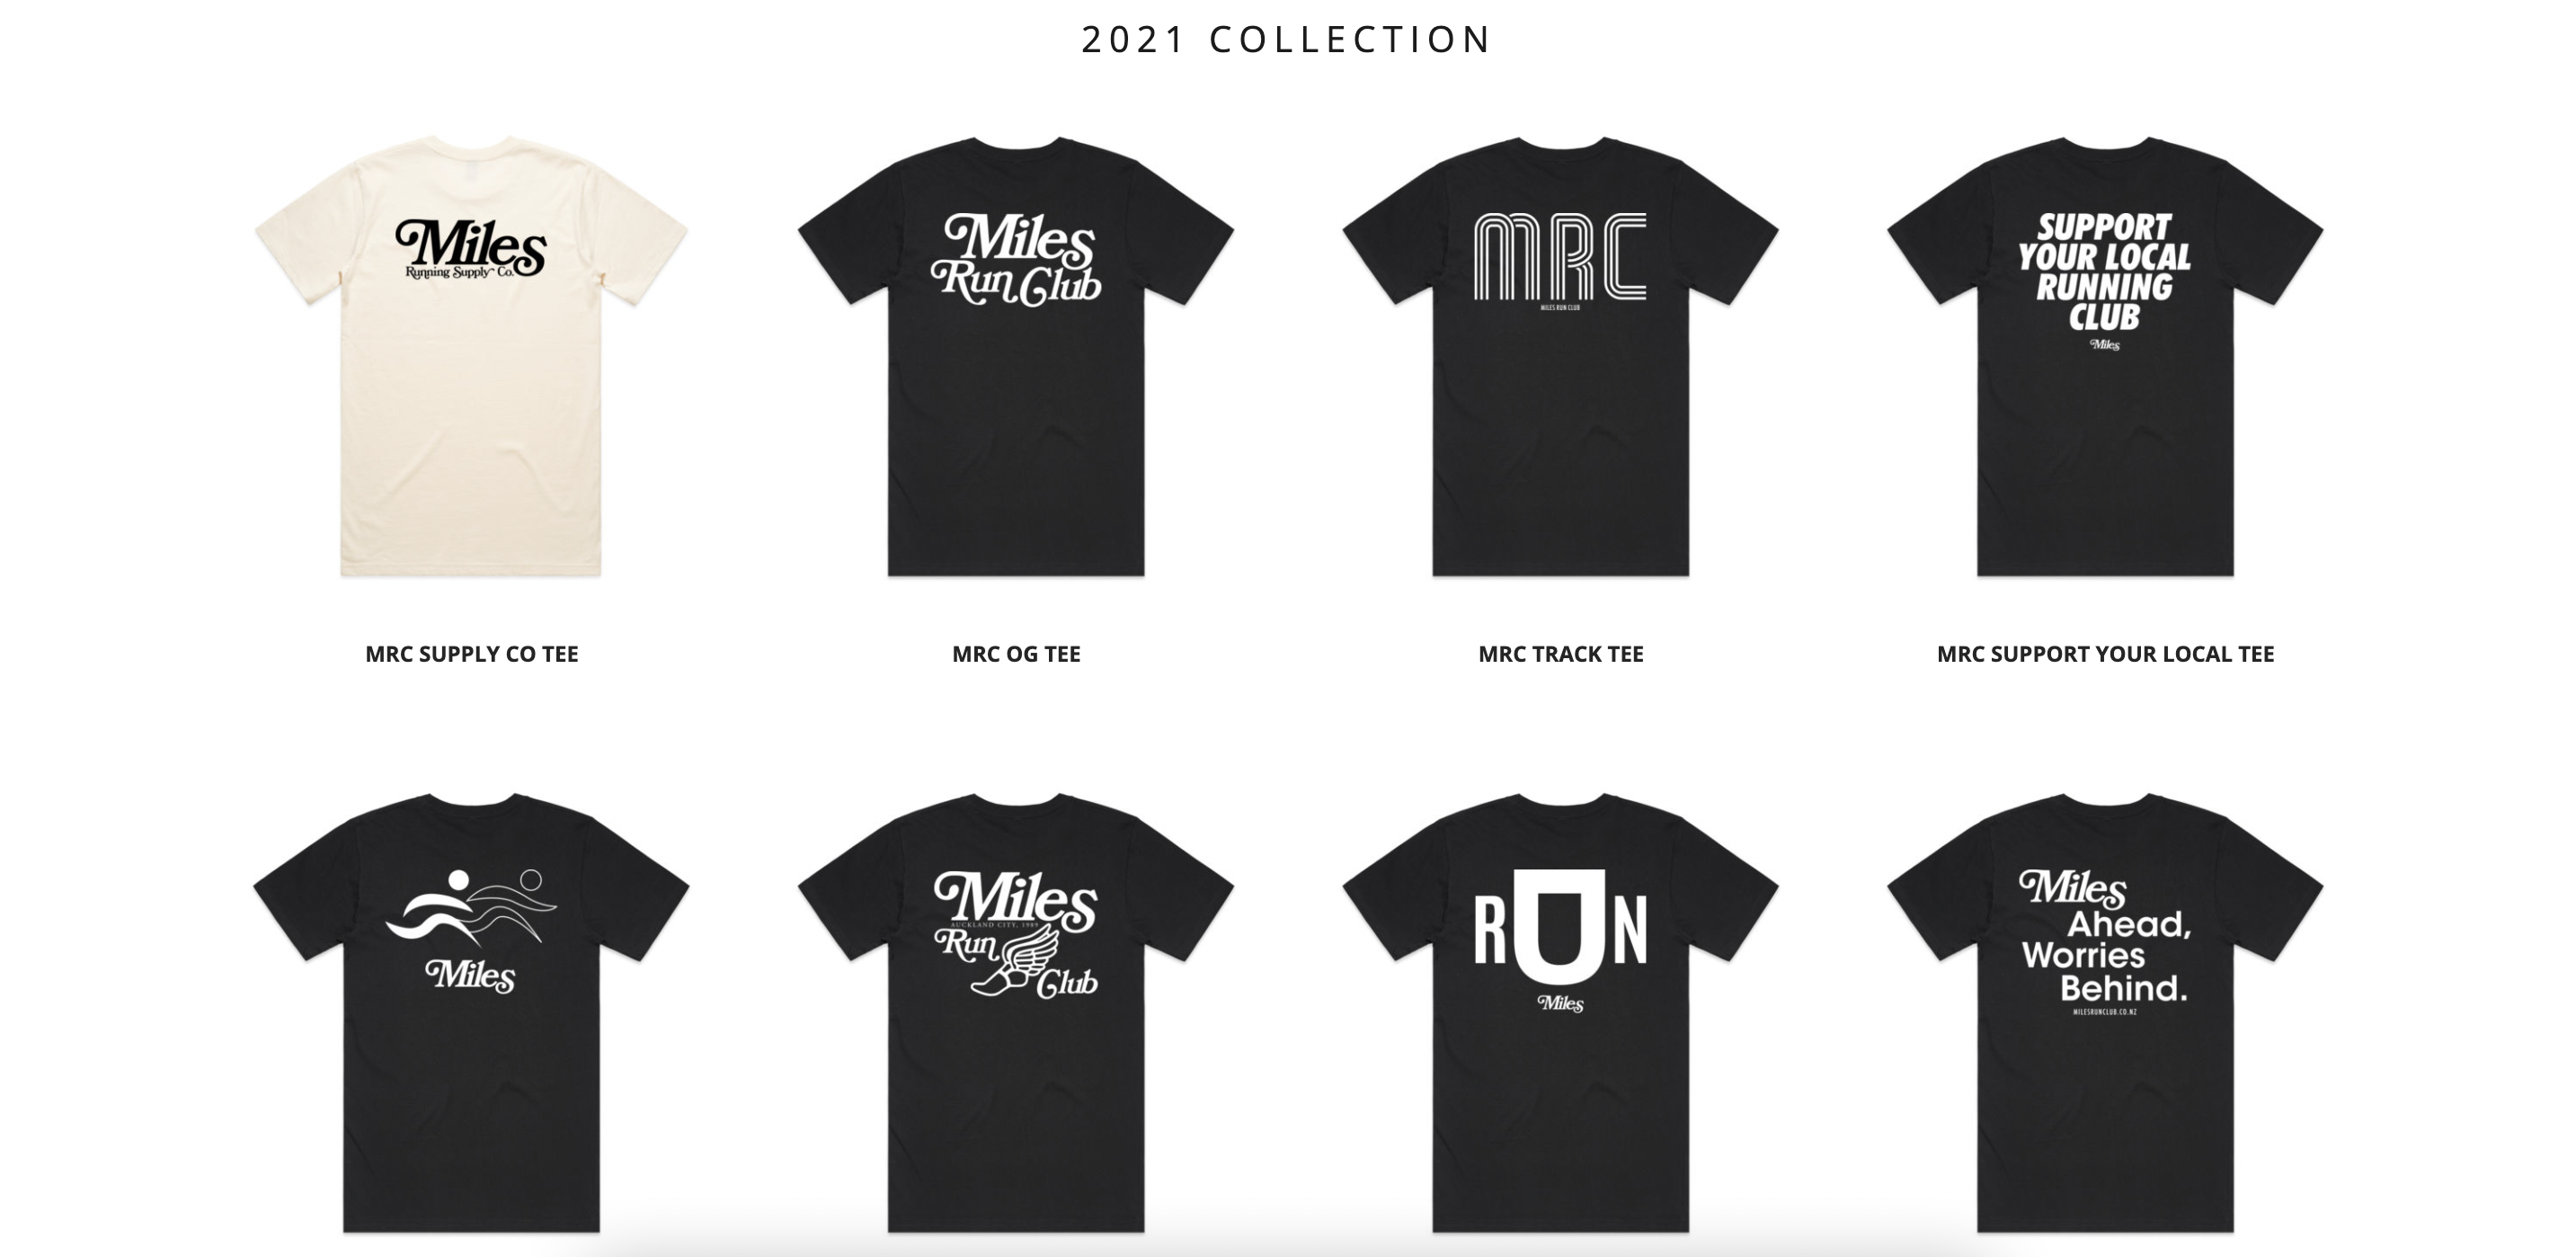 2021 COLLECTION
Miles
Running Supply Co.
Miles
Run Club
MRC
MILES RUN CLUB
SUPPORT
YOUR LOCAL
RUNNING
CLUB
Miles
MRC SUPPLY CO TEE
MRC OG TEE
MRC TRACK TEE
MRC SUPPORT YOUR LOCAL TEE
Miles
Miles
AUCKLAND CITY, 1985
Run
Club
RUN
Miles
Miles
Ahead,
Worries
Behind.
MILESRUNCLUB.CO.NZ